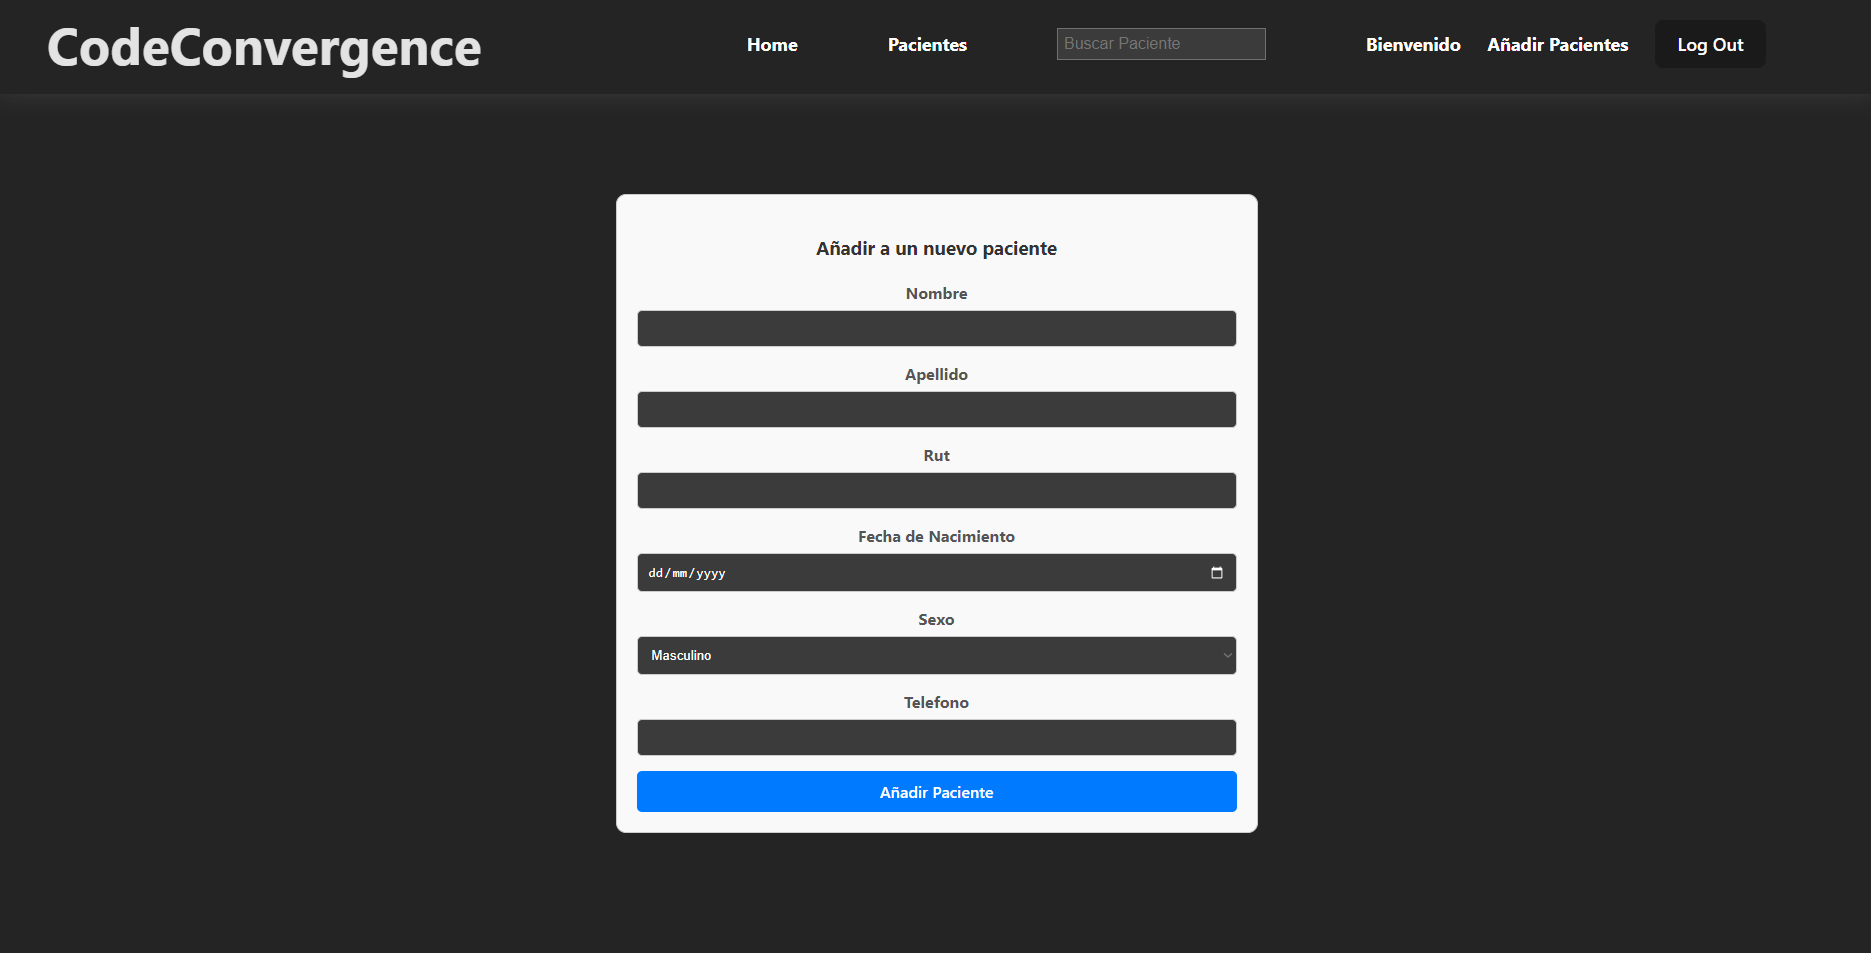 CodeConvergence
Home
Pacientes
Buscar Paciente
Bienvenido
Añadir Pacientes
Log Out
Añadir a un nuevo paciente
Nombre
Apellido
Rut
Fecha de Nacimiento
dd/mm/yyyy
Sexo
Masculino
Telefono
Añadir Paciente